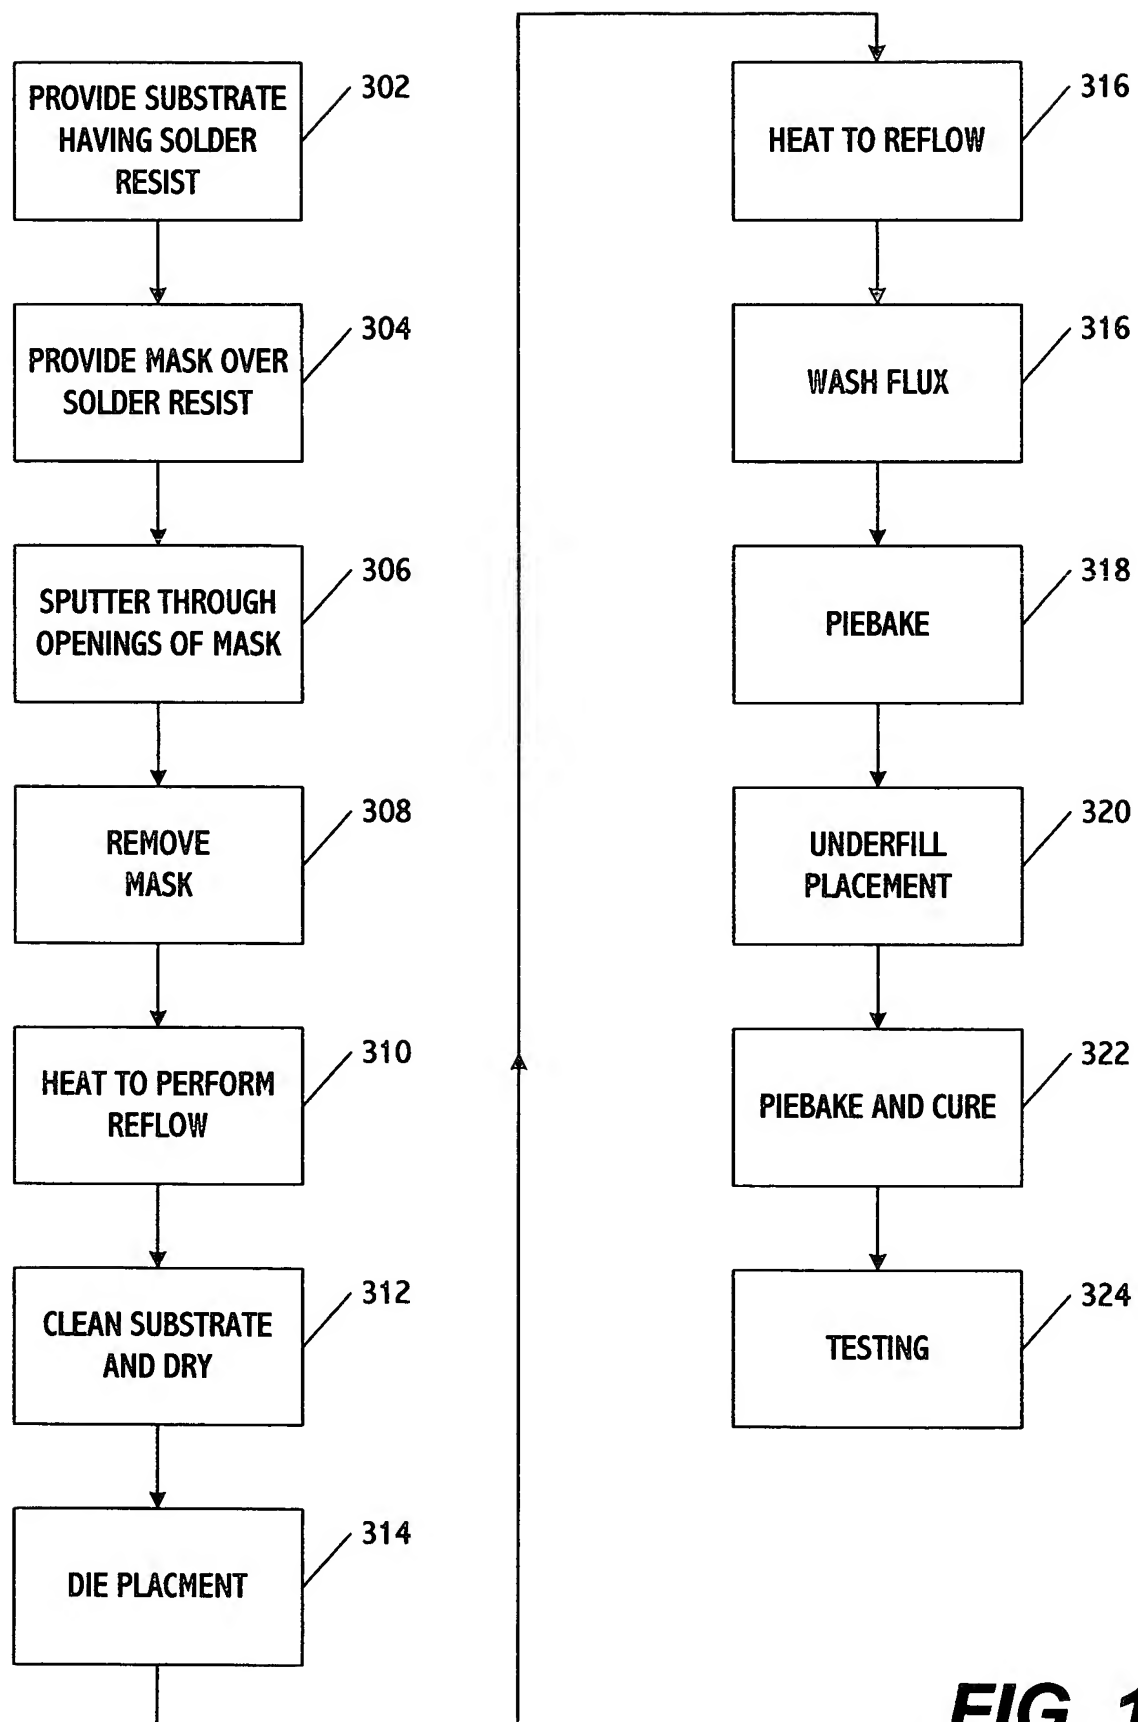 PROVIDE SUBSTRATE
HAVING SOLDER
RESIST
302
PROVIDE MASK OVER
SOLDER RESIST
304
SPUTTER THROUGH
OPENINGS OF MASK
306
REMOVE
MASK
308
HEAT TO PERFORM
REFLOW
310
CLEAN SUBSTRATE
AND DRY
312
DIE PLACMENT
314
HEAT TO REFLOW
316
WASH FLUX
316
PIEBAKE
318
UNDERFILL
PLACEMENT
320
PIEBAKE AND CURE
322
TESTING
324
FIG. 1